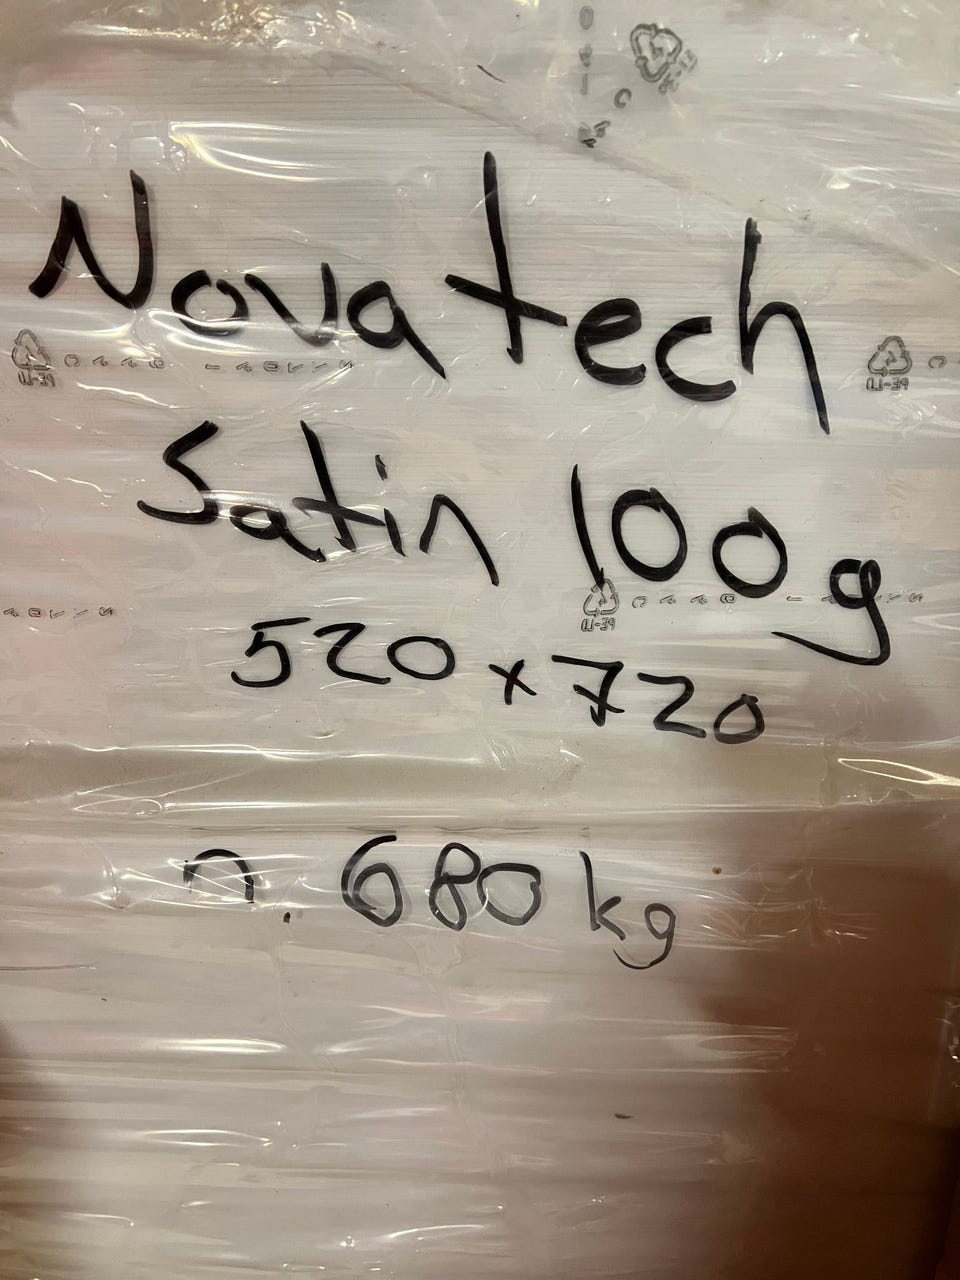 Novatech
Satin 100g
520 x 720
n. 680 kg